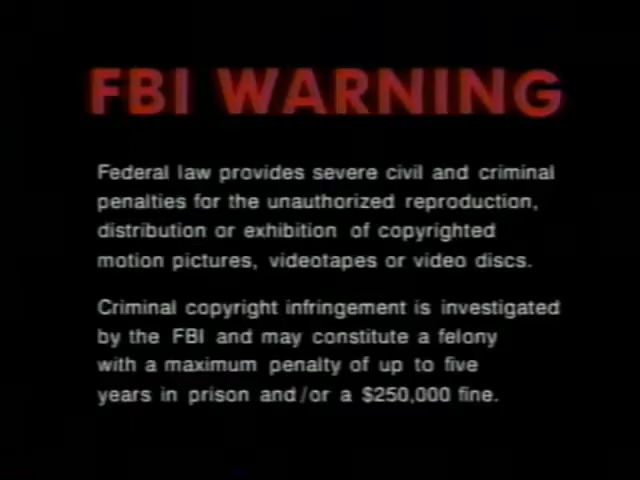 FBI WARNING
Federal law provides severe civil and criminal
penalties for the unauthorized reproduction,
distribution or exhibition of copyrighted
motion pictures, videotapes or video discs.
Criminal copyright infringement is investigated
by the FBI and may constitute a felony
with a maximum penalty of up to five
years in prison and/or a $250,000 fine.